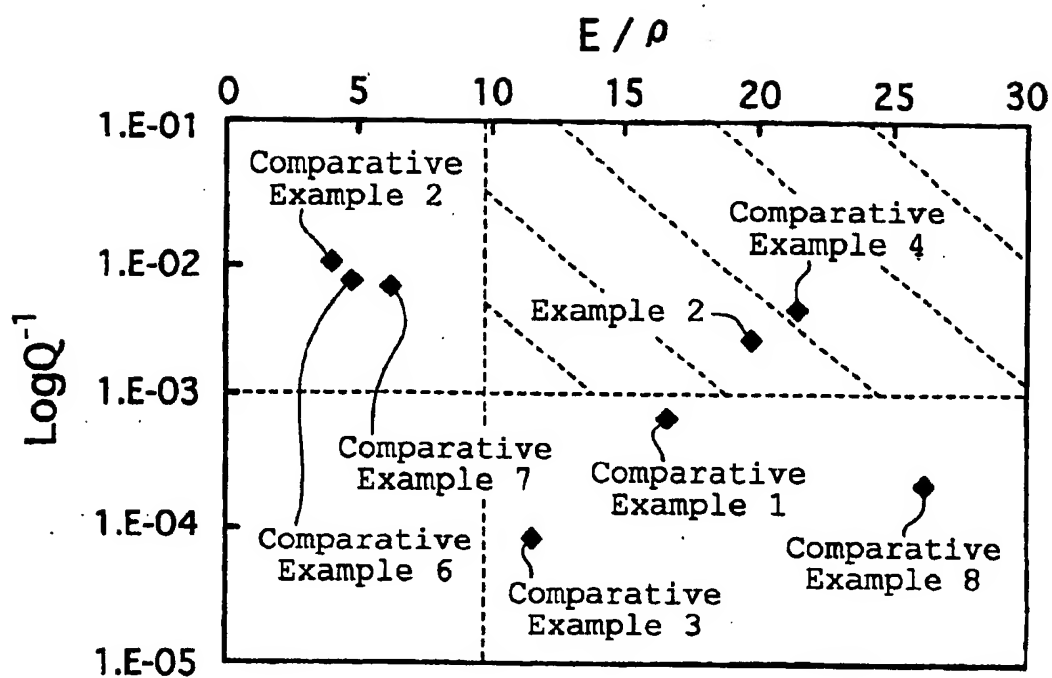 E / ρ
0 5 10 15 20 25 30
1.E-01
Comparative
Example 2
Comparative
Example 4
1.E-02
Example 2
LogQ⁻¹
1.E-03
Comparative
Example 7
Comparative
Example 1
1.E-04
Comparative
Example 6
Comparative
Example 8
Comparative
Example 3
1.E-05